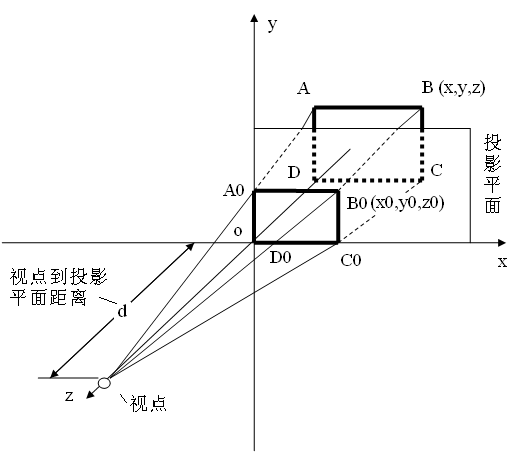 y
A
B (x,y,z)
投影平面
D
C
A0
B0 (x0,y0,z0)
o
x
D0
C0
视点到投影
平面距离
d
z
视点